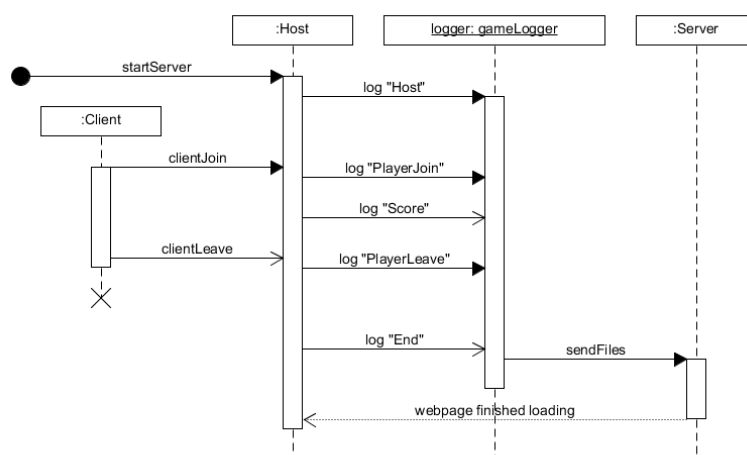 :Host
logger: gameLogger
:Server
startServer
log "Host"
:Client
clientJoin
log "PlayerJoin"
log "Score"
clientLeave
log "PlayerLeave"
log "End"
sendFiles
webpage finished loading